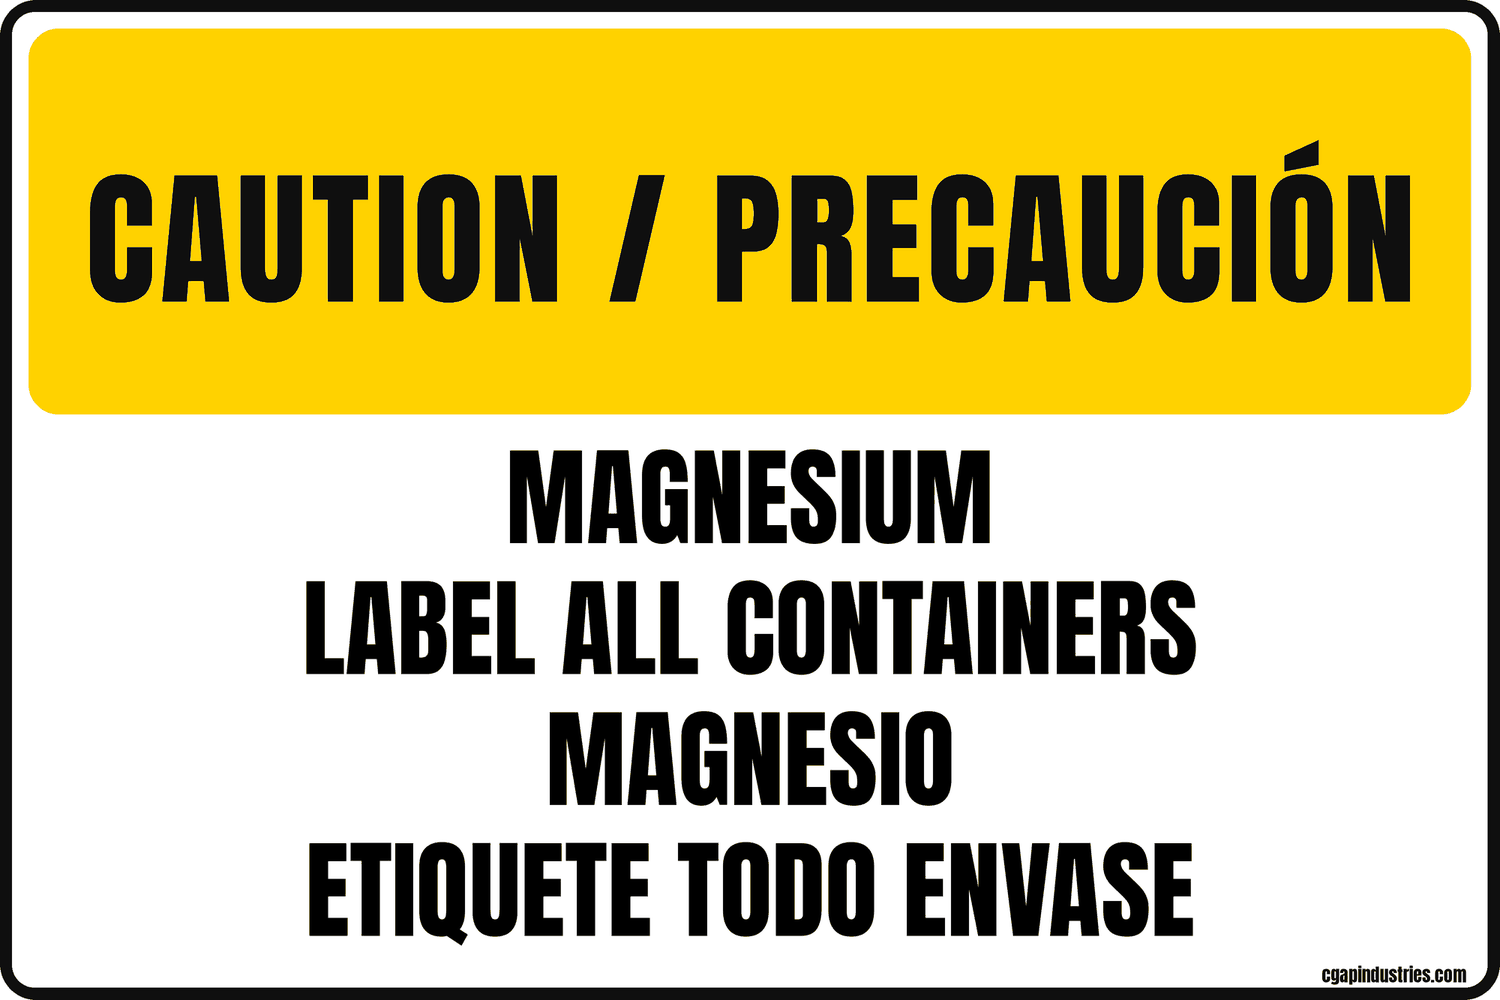 CAUTION / PRECAUCIÓN
MAGNESIUM
LABEL ALL CONTAINERS
MAGNESIO
ETIQUETE TODO ENVASE
cgapindustries.com